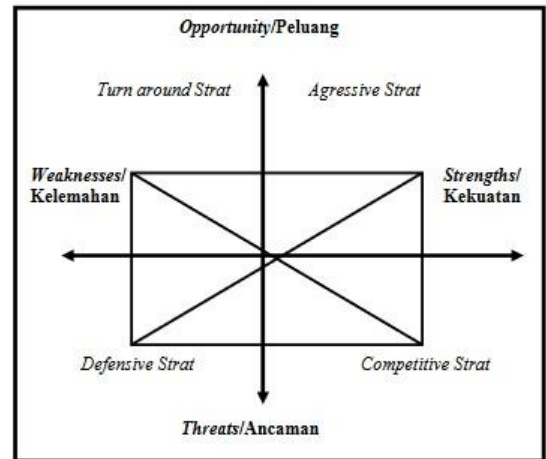 Opportunity/Peluang
Turn around Strat
Agressive Strat
Weaknesses/
Kelemahan
Strengths/
Kekuatan
Defensive Strat
Competitive Strat
Threats/Ancaman